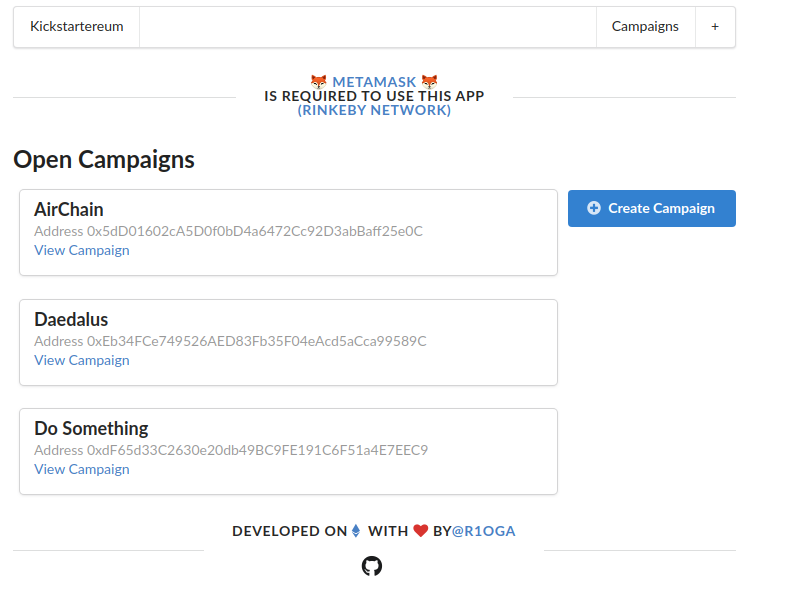 Kickstartereum
Campaigns
+
METAMASK
IS REQUIRED TO USE THIS APP
(RINKEBY NETWORK)
Open Campaigns
AirChain
Address 0x5dD01602cA5D0f0bD4a6472Cc92D3abBaff25e0C
View Campaign
Create Campaign
Daedalus
Address 0xEb34FCe749526AED83Fb35F04eAcd5aCca99589C
View Campaign
Do Something
Address 0xdF65d33C2630e20db49BC9FE191C6F51a4E7EEC9
View Campaign
DEVELOPED ON WITH BY@R1OGA